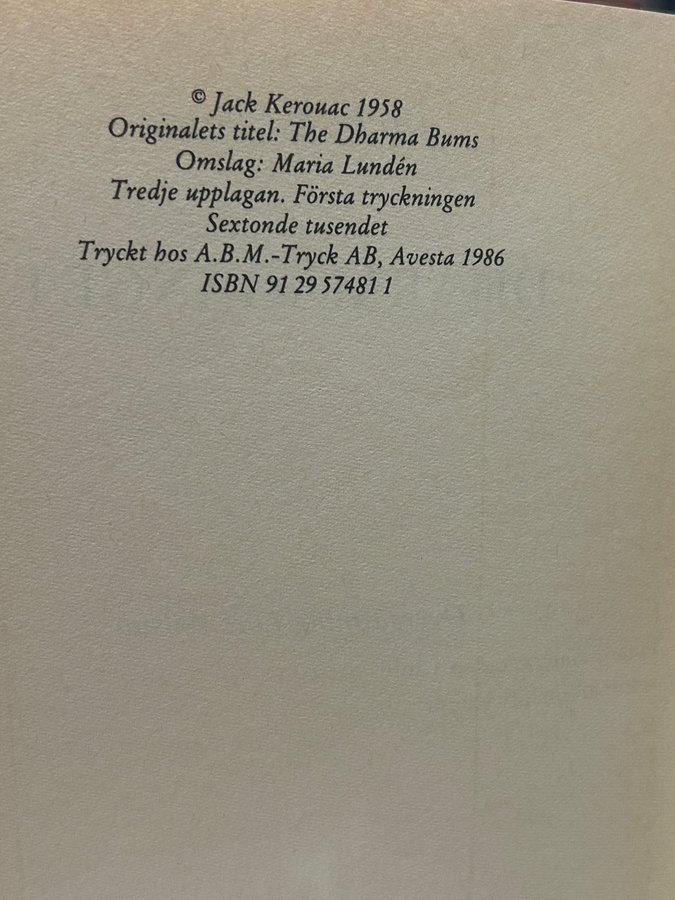 © Jack Kerouac 1958
Originalets titel: The Dharma Bums
Omslag: Maria Lundén
Tredje upplagan. Första tryckningen
Sextonde tusendet
Tryckt hos A.B.M.-Tryck AB, Avesta 1986
ISBN 91 29 57481 1